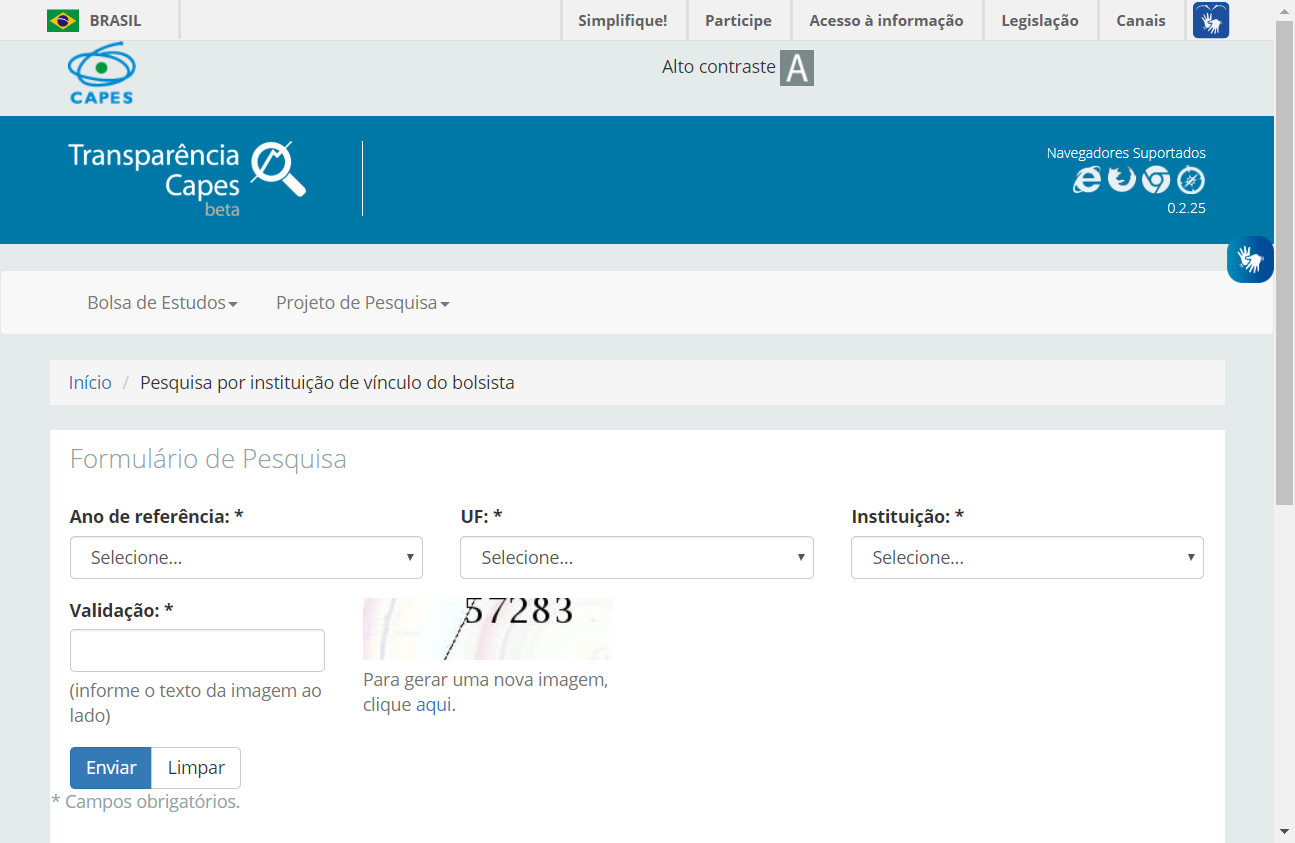 BRASIL
Simplifique!
Participe
Acesso à informação
Legislação
Canais
CAPES
Alto contraste A
Transparência
Capes
beta
Navegadores Suportados
0.2.25
Bolsa de Estudos
Projeto de Pesquisa
Início / Pesquisa por instituição de vínculo do bolsista
Formulário de Pesquisa
Ano de referência: *
UF: *
Instituição: *
Selecione...
Selecione...
Selecione...
Validação: *
57283
(informe o texto da imagem ao
lado)
Para gerar uma nova imagem,
clique aqui.
Enviar
Limpar
* Campos obrigatórios.